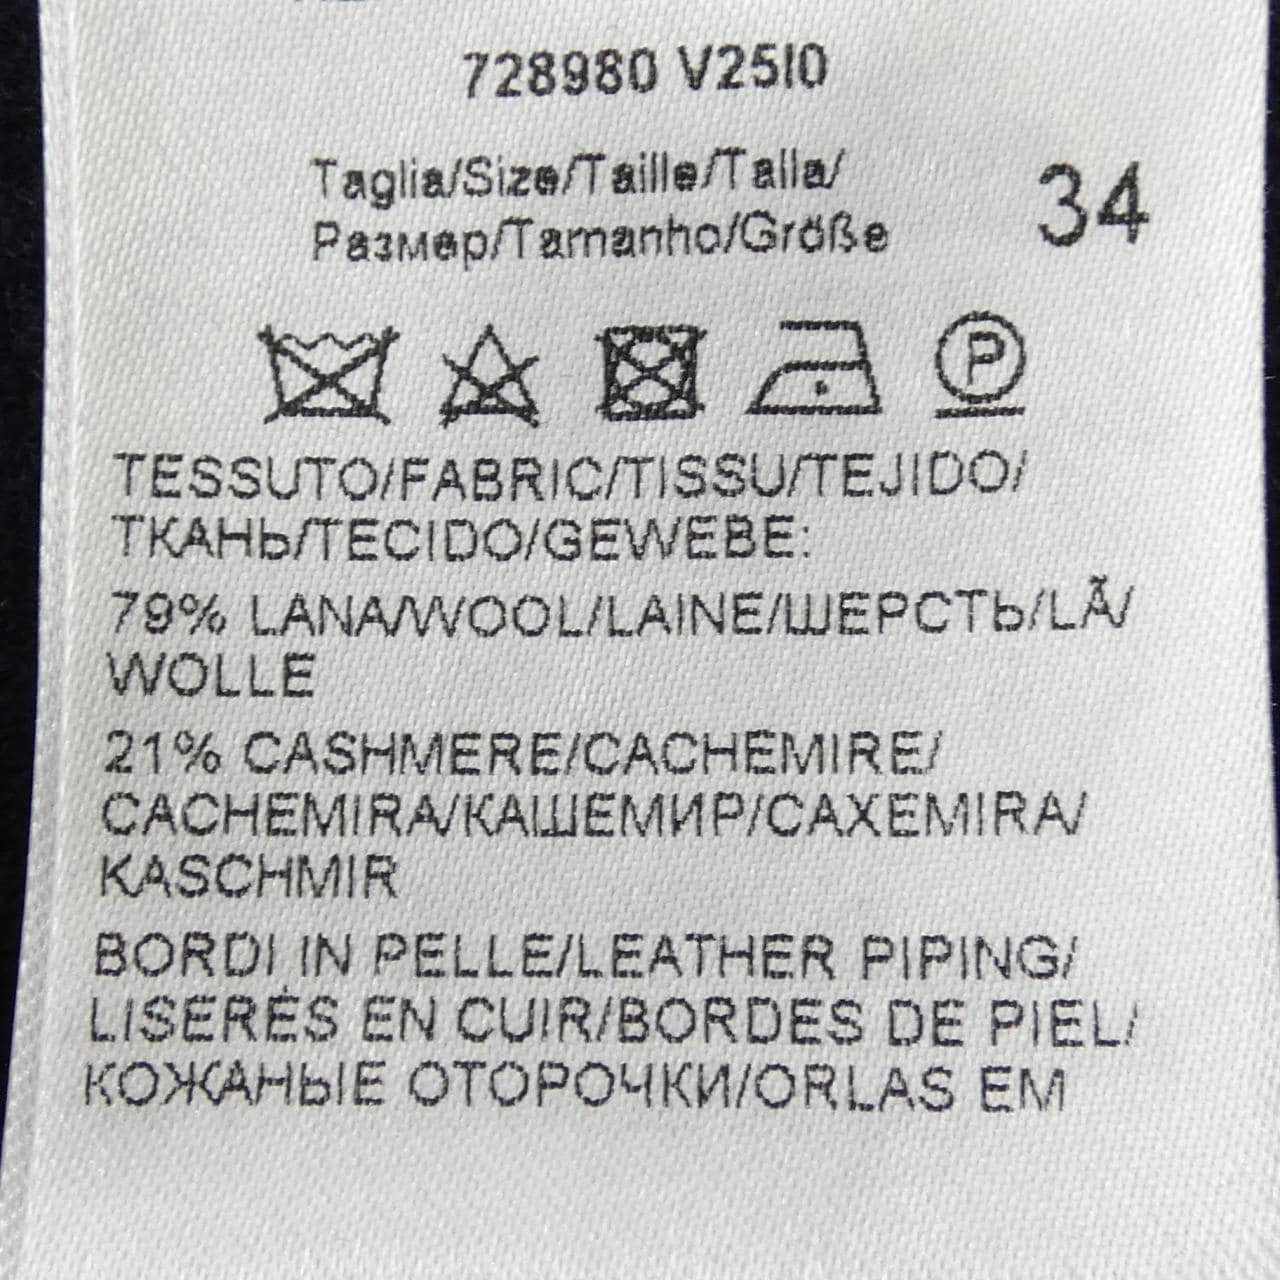 728980 V25I0
Taglia/Size/Taille/Talla/
Размер/Tamanho/Größe
34
P
TESSUTO/FABRIC/TISSU/TEJIDO/
ТКАНЬ/TECIDO/GEWEBE:
79% LANA/WOOL/LAINE/ШЕРСТЬ/LÃ/
WOLLE
21% CASHMERE/CACHEMIRE/
CACHEMIRA/КАШЕМИР/CAXEMIRA/
KASCHMIR
BORDI IN PELLE/LEATHER PIPING/
LISERÉS EN CUIR/BORDES DE PIEL/
КОЖАНЫЕ ОТОРОЧКИ/ORLAS EM